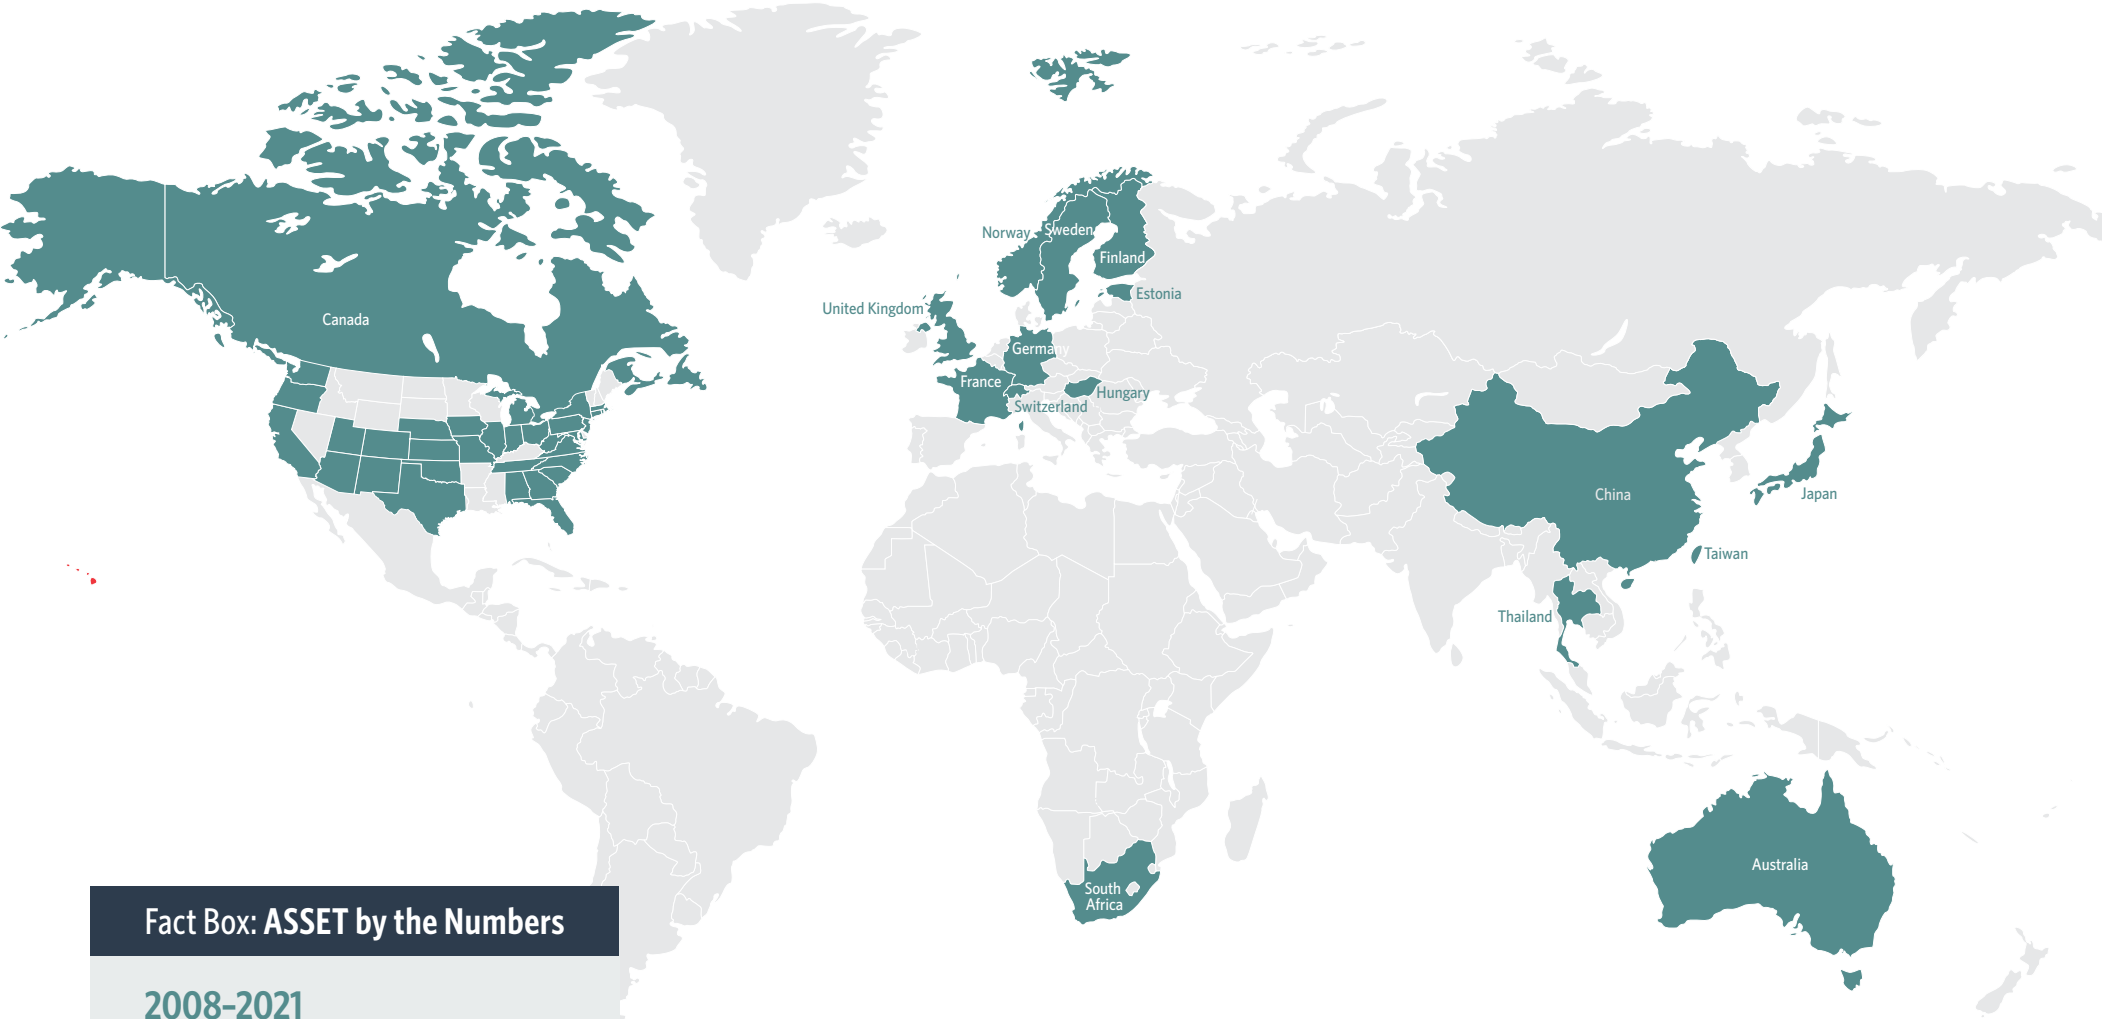 Norway
Sweden
Finland
Estonia
United Kingdom
Canada
Germany
France
Hungary
Switzerland
China
Japan
Taiwan
Thailand
Australia
South
Africa
Fact Box: ASSET by the Numbers
2008–2021